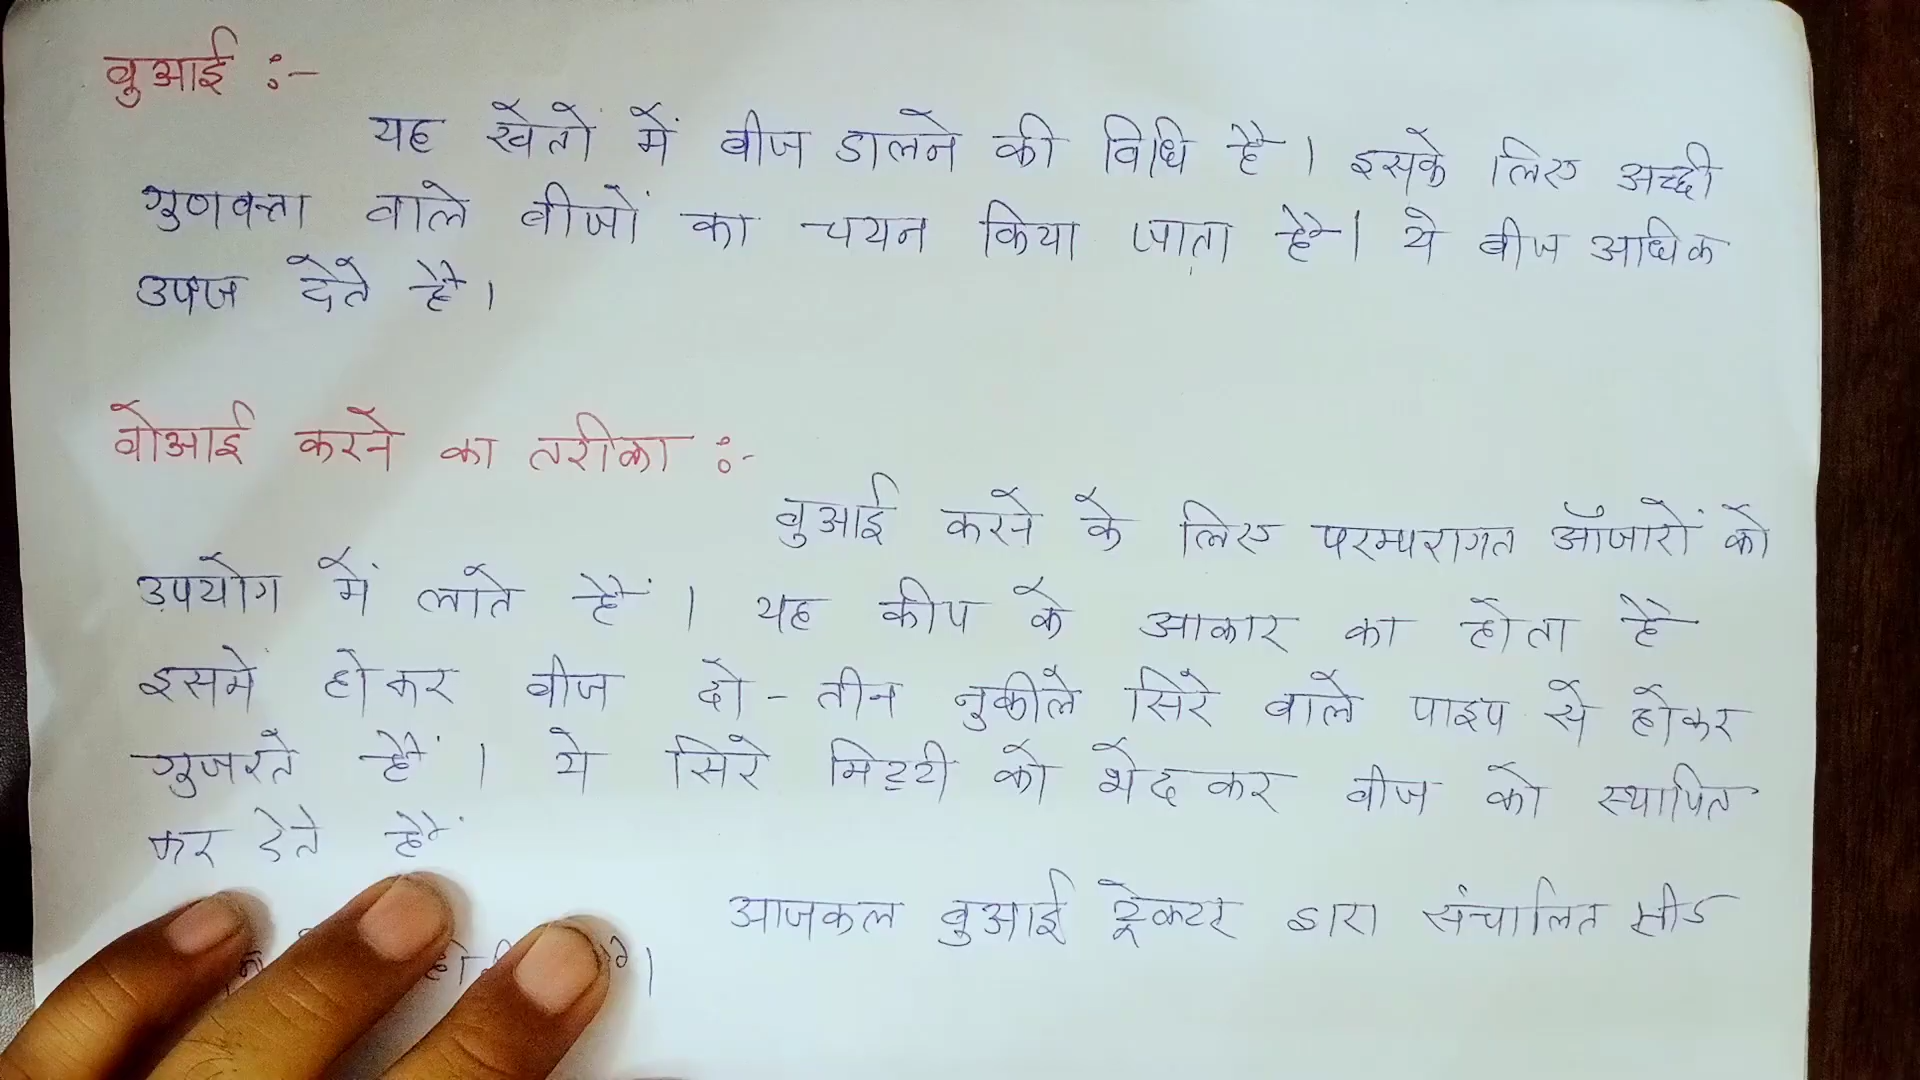 बुआई :-
यह खेतों में बीज डालने की विधि है। इसके लिए अच्छी
गुणवत्ता वाले बीजों का चयन किया जाता है। ये बीज अधिक
उपज देते है।
बोआई करने का तरीका :-
बुआई करने के लिए परम्परागत औजारों को
उपयोग में लाते हैं। यह कीप के आकार का होता है
इसमें होकर बीज दो - तीन नुकीले सिरे वाले पाइप से होकर
गुजरते हैं। ये सिरे मिट्टी को भेदकर बीज को स्थापित
कर देते हैं
आजकल बुआई ट्रेक्टर द्वारा संचालित सीड